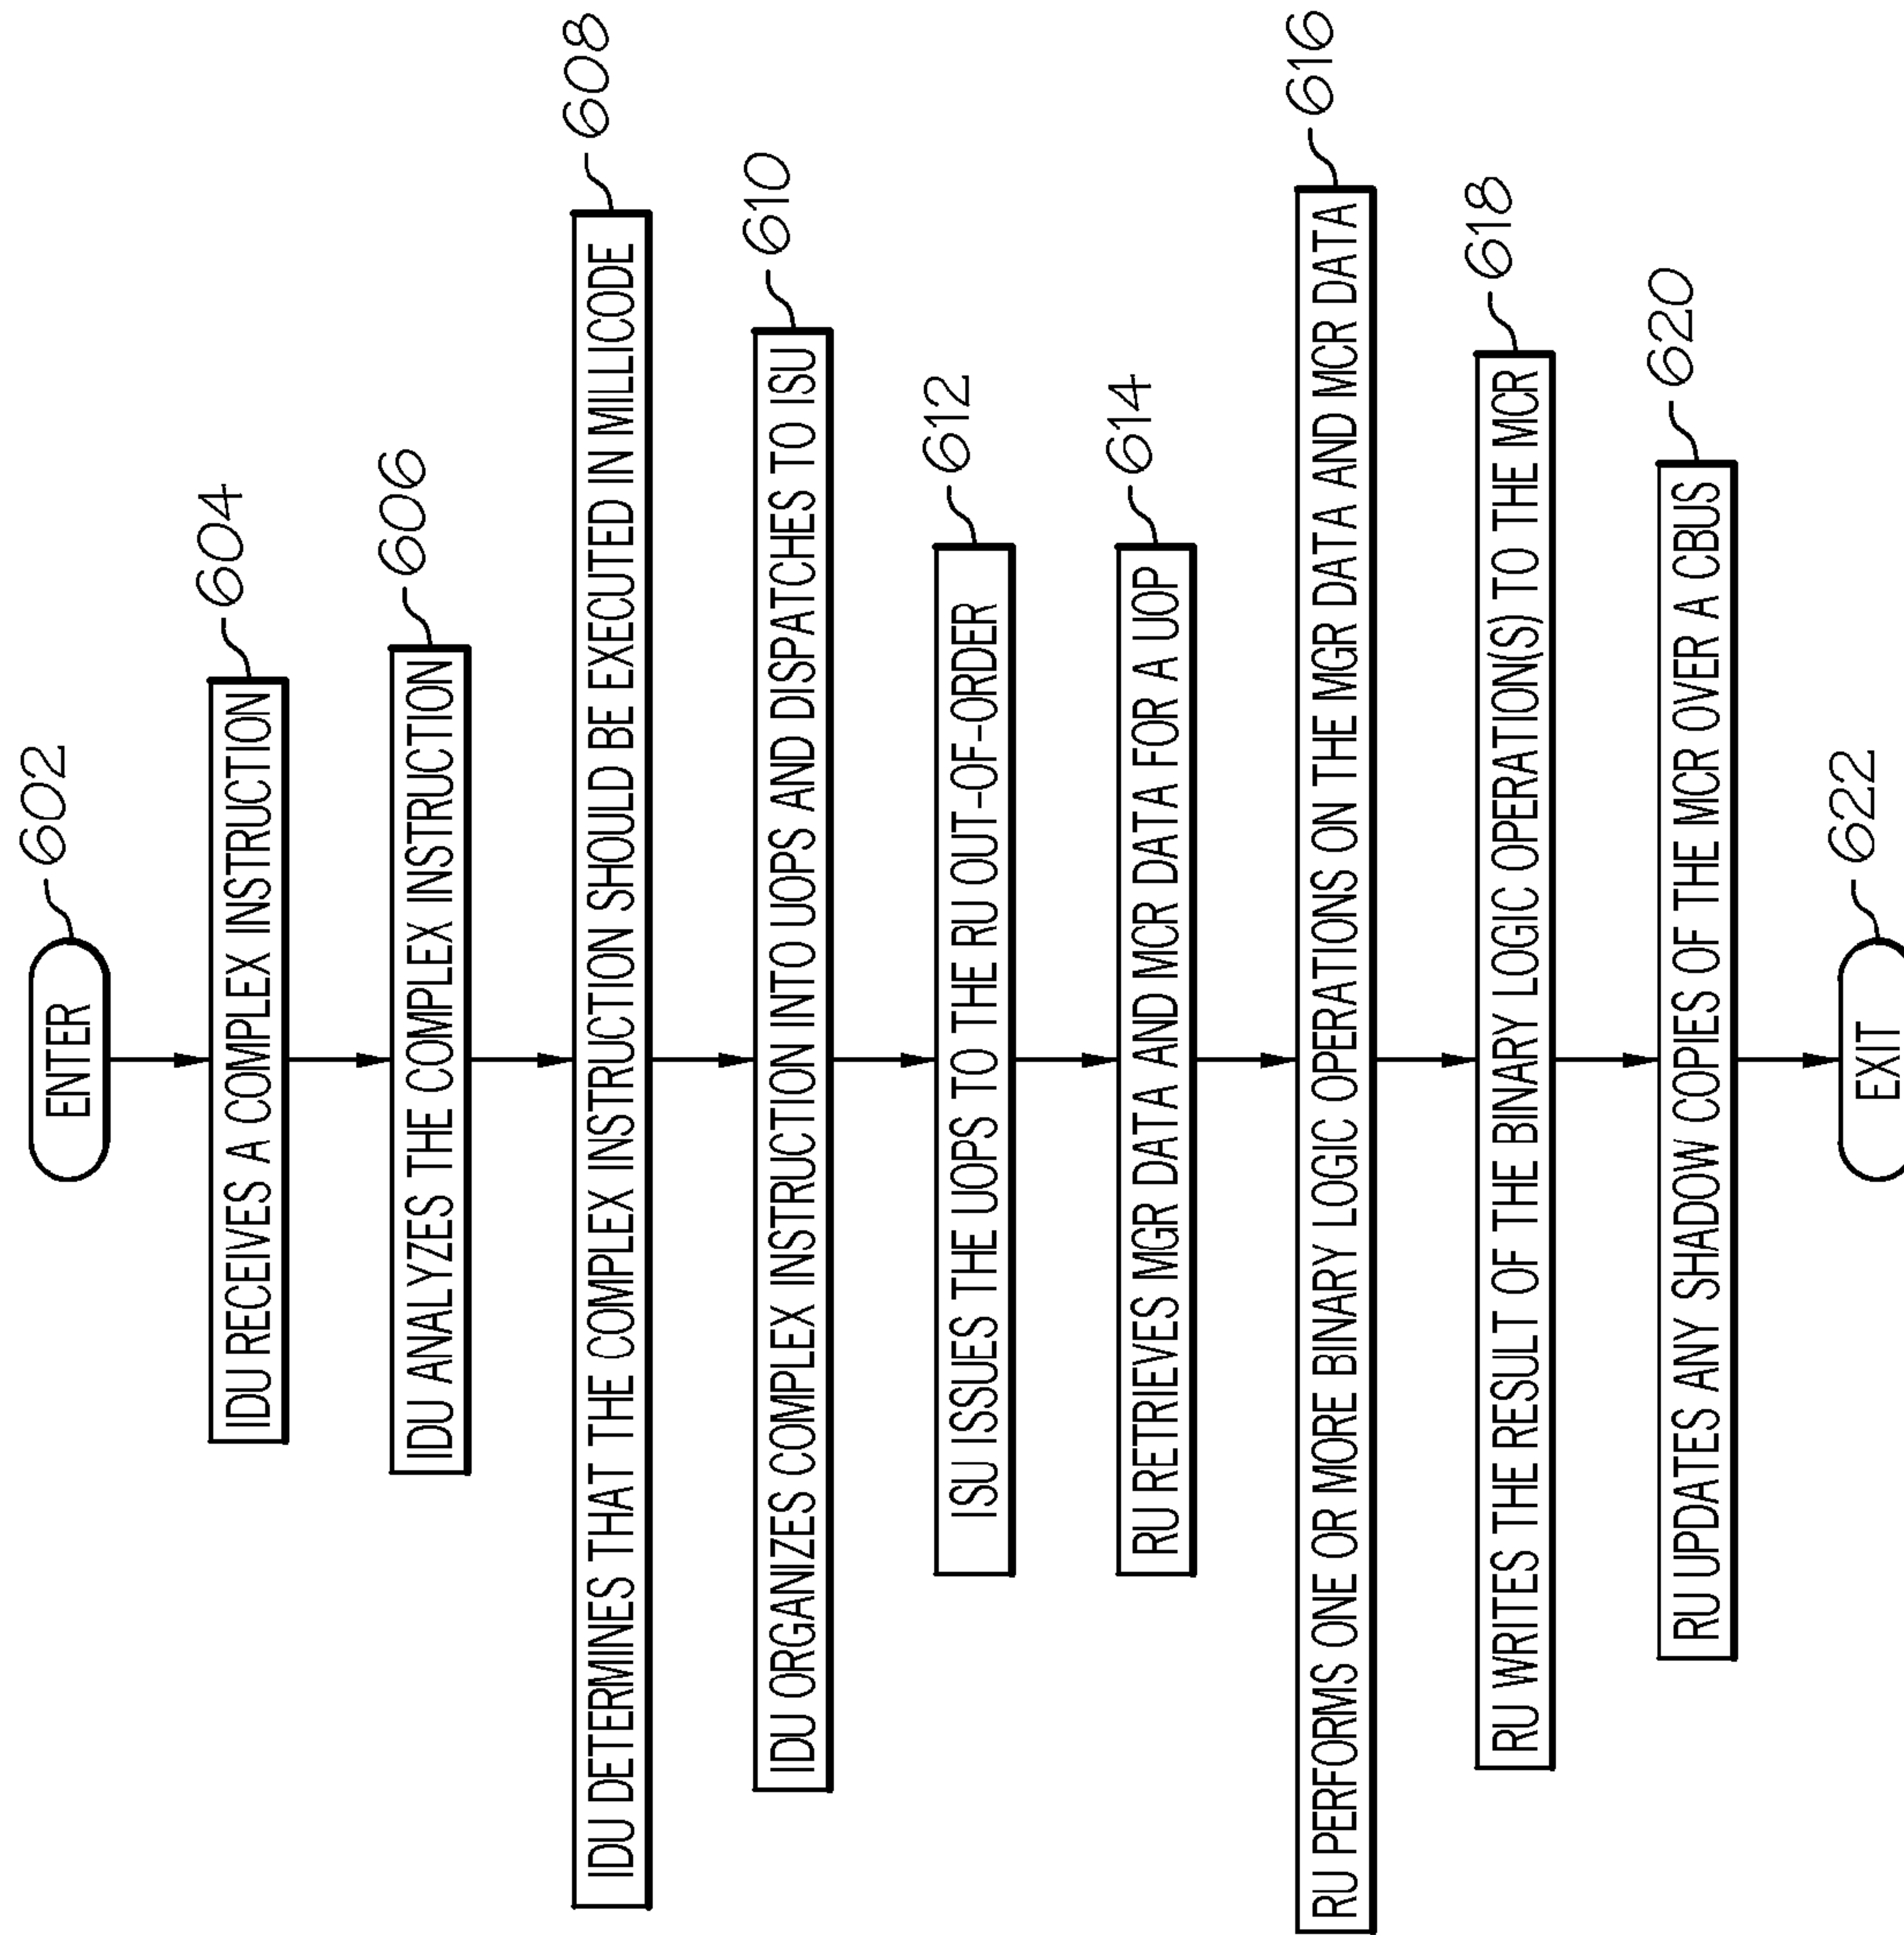 ENTER
602
IDU RECEIVES A COMPLEX INSTRUCTION
604
IDU ANALYZES THE COMPLEX INSTRUCTION
606
IDU DETERMINES THAT THE COMPLEX INSTRUCTION SHOULD BE EXECUTED IN MILLICODE
608
IDU ORGANIZES COMPLEX INSTRUCTION INTO UOPS AND DISPATCHES TO ISU
610
ISU ISSUES THE UOPS TO THE RU OUT-OF-ORDER
612
RU RETRIEVES MGR DATA AND MCR DATA FOR A UOP
614
RU PERFORMS ONE OR MORE BINARY LOGIC OPERATIONS ON THE MGR DATA AND MCR DATA
616
RU WRITES THE RESULT OF THE BINARY LOGIC OPERATION(S) TO THE MCR
618
RU UPDATES ANY SHADOW COPIES OF THE MCR OVER A CBUS
620
EXIT
622